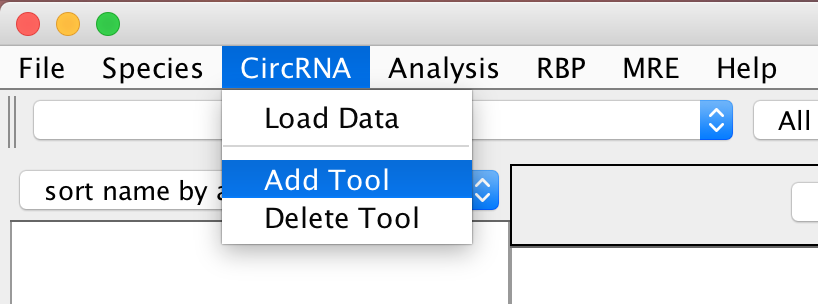 File Species CircRNA Analysis RBP MRE Help
Load Data
All
Add Tool
sort name by
Delete Tool